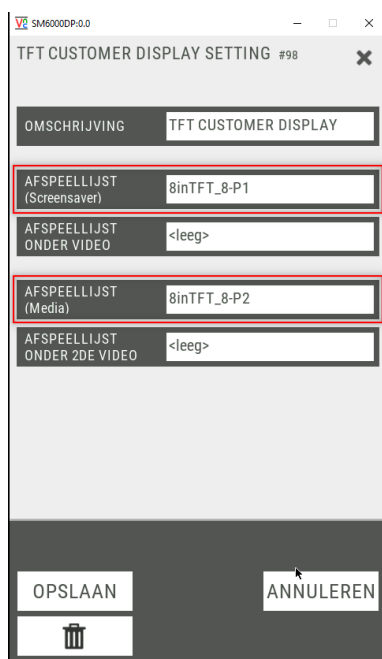 V2 SM6000DP:0.0
TFT CUSTOMER DISPLAY SETTING #98
OMSCHRIJVING TFT CUSTOMER DISPLAY
AFSPEELLIJST
(Screensaver)
8inTFT_8-P1
AFSPEELLIJST
ONDER VIDEO
<leeg>
AFSPEELLIJST
(Media)
8inTFT_8-P2
AFSPEELLIJST
ONDER 2DE VIDEO
<leeg>
OPSLAAN
ANNULEREN